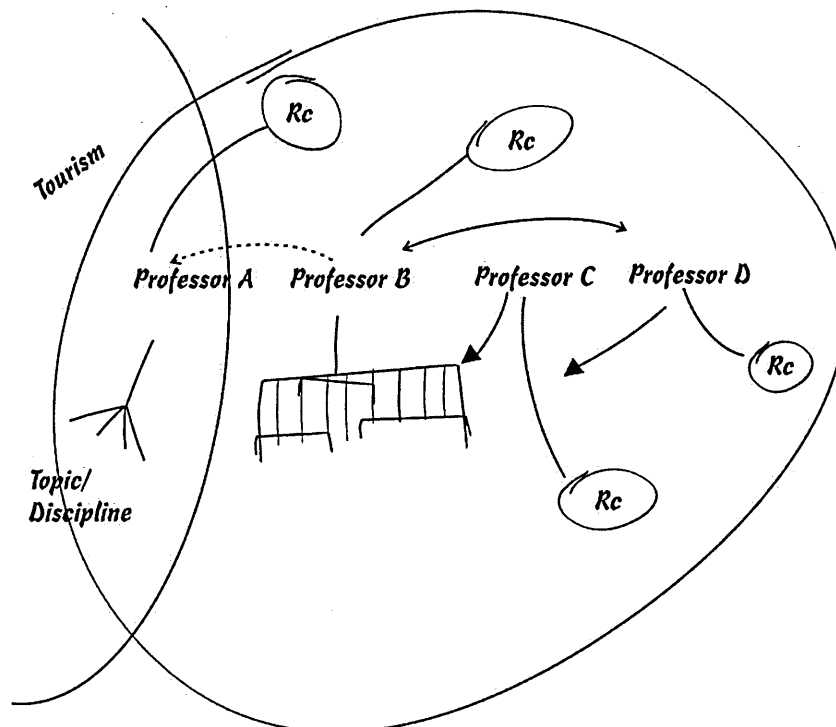 Rc
Rc
Tourism
Professor A
Professor B
Professor C
Professor D
Rc
Topic/
Discipline
Rc